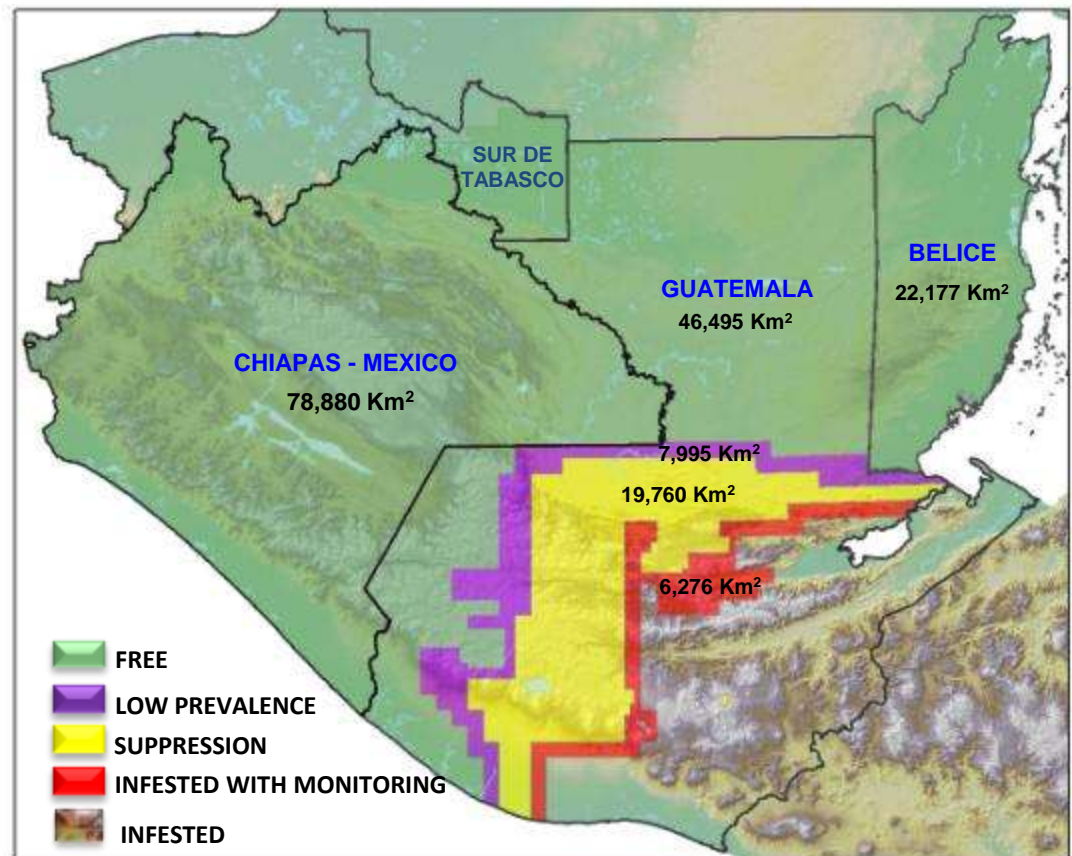 SUR DE
TABASCO
BELICE
22,177 Km²
GUATEMALA
46,495 Km²
CHIAPAS - MEXICO
78,880 Km²
7,995 Km²
19,760 Km²
6,276 Km²
FREE
LOW PREVALENCE
SUPPRESSION
INFESTED WITH MONITORING
INFESTED